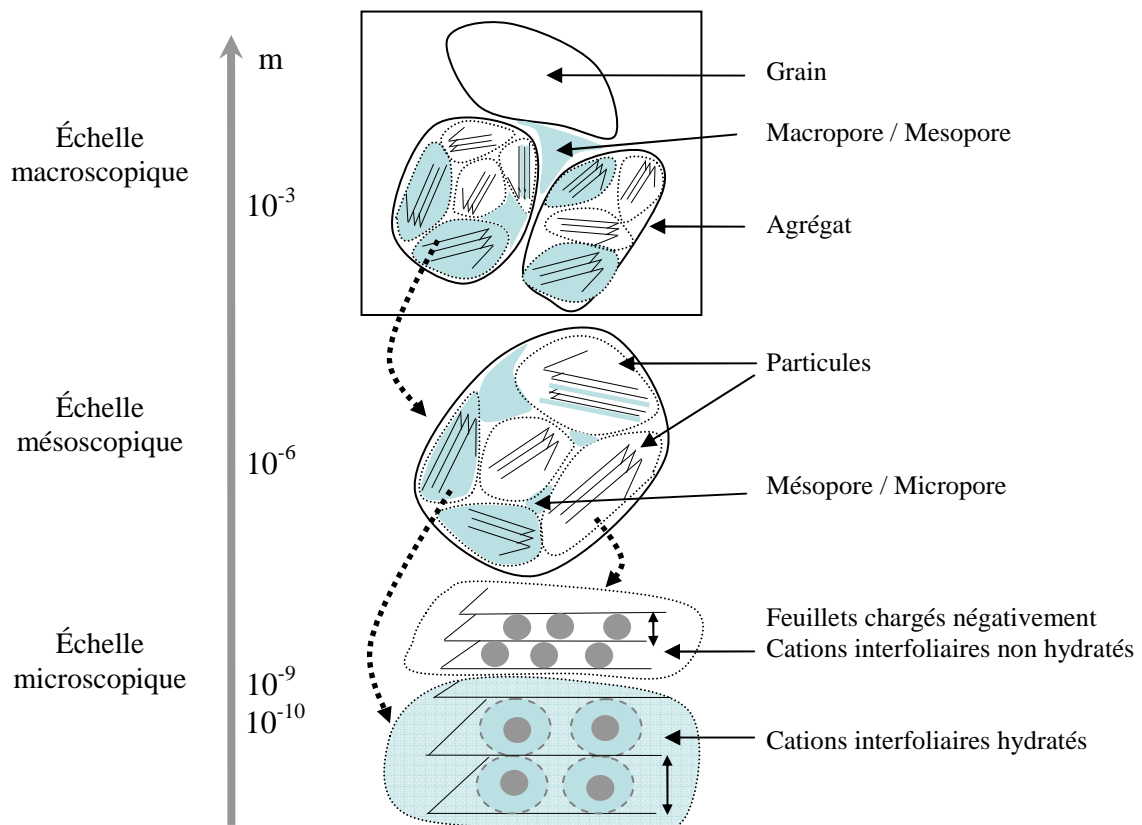 m
Grain
Échelle
macroscopique
Macropore / Mesopore
10-3
Agrégat
Particules
Échelle
mésoscopique
10-6
Mésopore / Micropore
Feuillets chargés négativement
Cations interfoliaires non hydratés
Échelle
microscopique
10-9
10-10
Cations interfoliaires hydratés